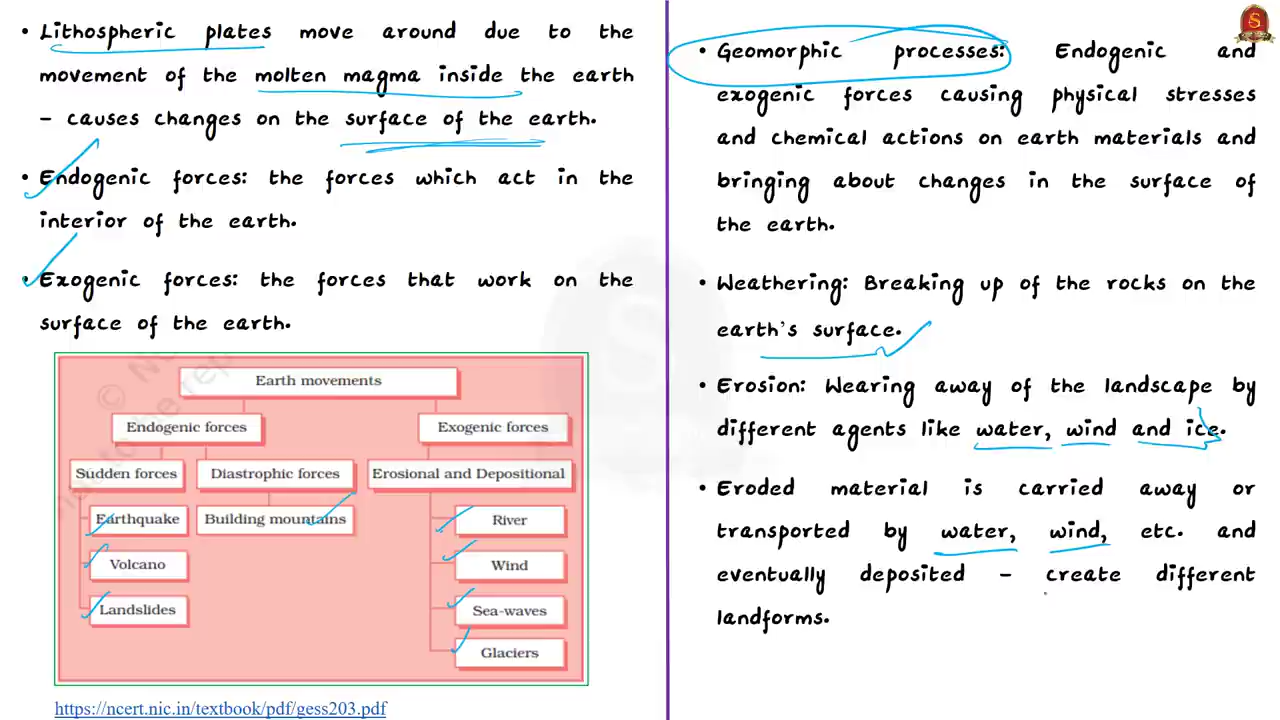 • Lithospheric plates move around due to the
movement of the molten magma inside the earth
– causes changes on the surface of the earth.
• Endogenic forces: the forces which act in the
interior of the earth.
• Exogenic forces: the forces that work on the
surface of the earth.
Earth movements
Endogenic forces
Exogenic forces
Sudden forces
Diastrophic forces
Erosional and Depositional
Earthquake
Building mountains
River
Volcano
Wind
Landslides
Sea-waves
Glaciers
https://ncert.nic.in/textbook/pdf/gess203.pdf
• Geomorphic processes: Endogenic and
exogenic forces causing physical stresses
and chemical actions on earth materials and
bringing about changes in the surface of
the earth.
• Weathering: Breaking up of the rocks on the
earth's surface.
• Erosion: Wearing away of the landscape by
different agents like water, wind and ice.
• Eroded material is carried away or
transported by water, wind, etc. and
eventually deposited – create different
landforms.